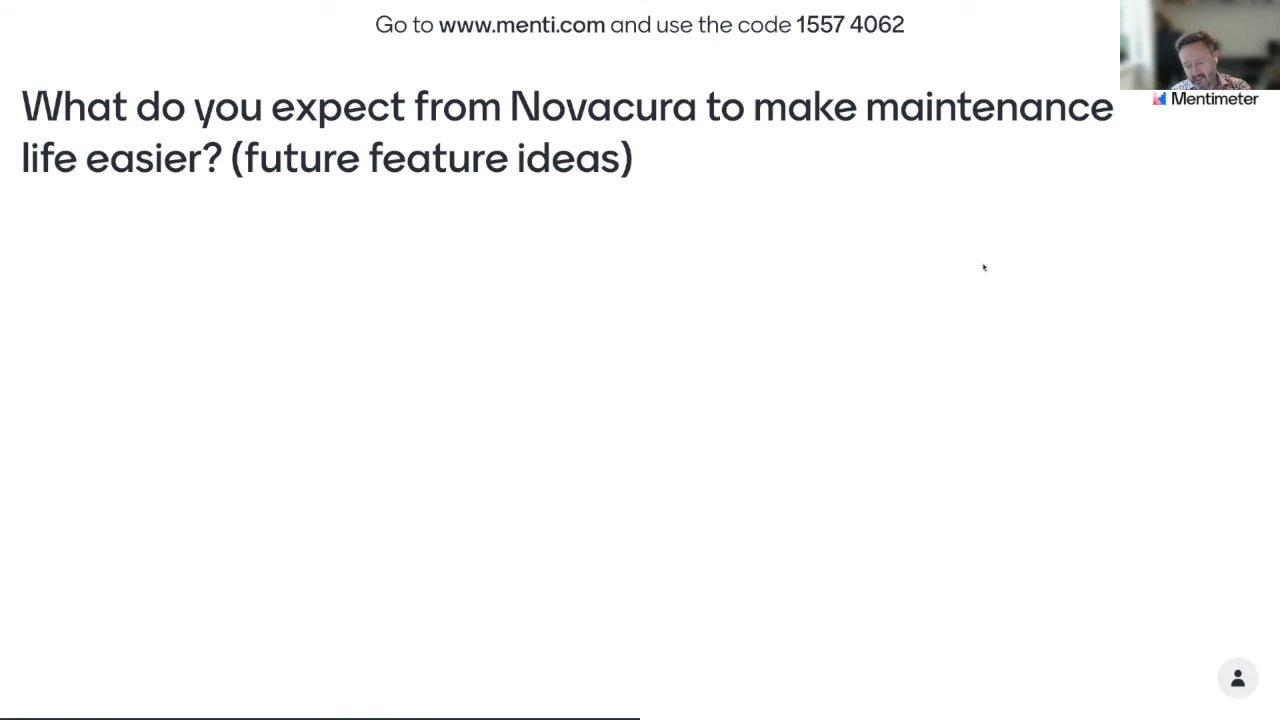 Go to www.menti.com and use the code 1557 4062
What do you expect from Novacura to make maintenance
life easier? (future feature ideas)
Mentimeter